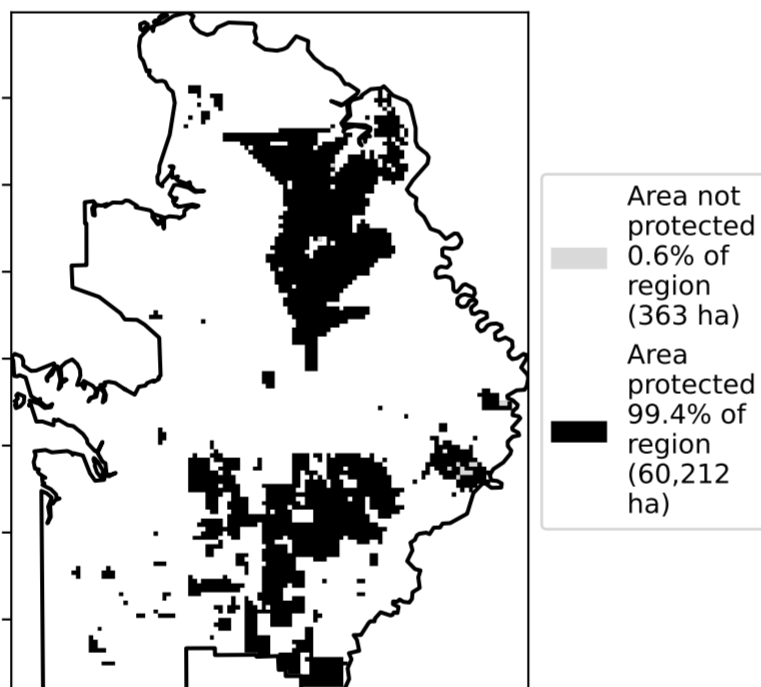 Area not
protected
0.6% of
region
(363 ha)
Area
protected
99.4% of
region
(60,212
ha)